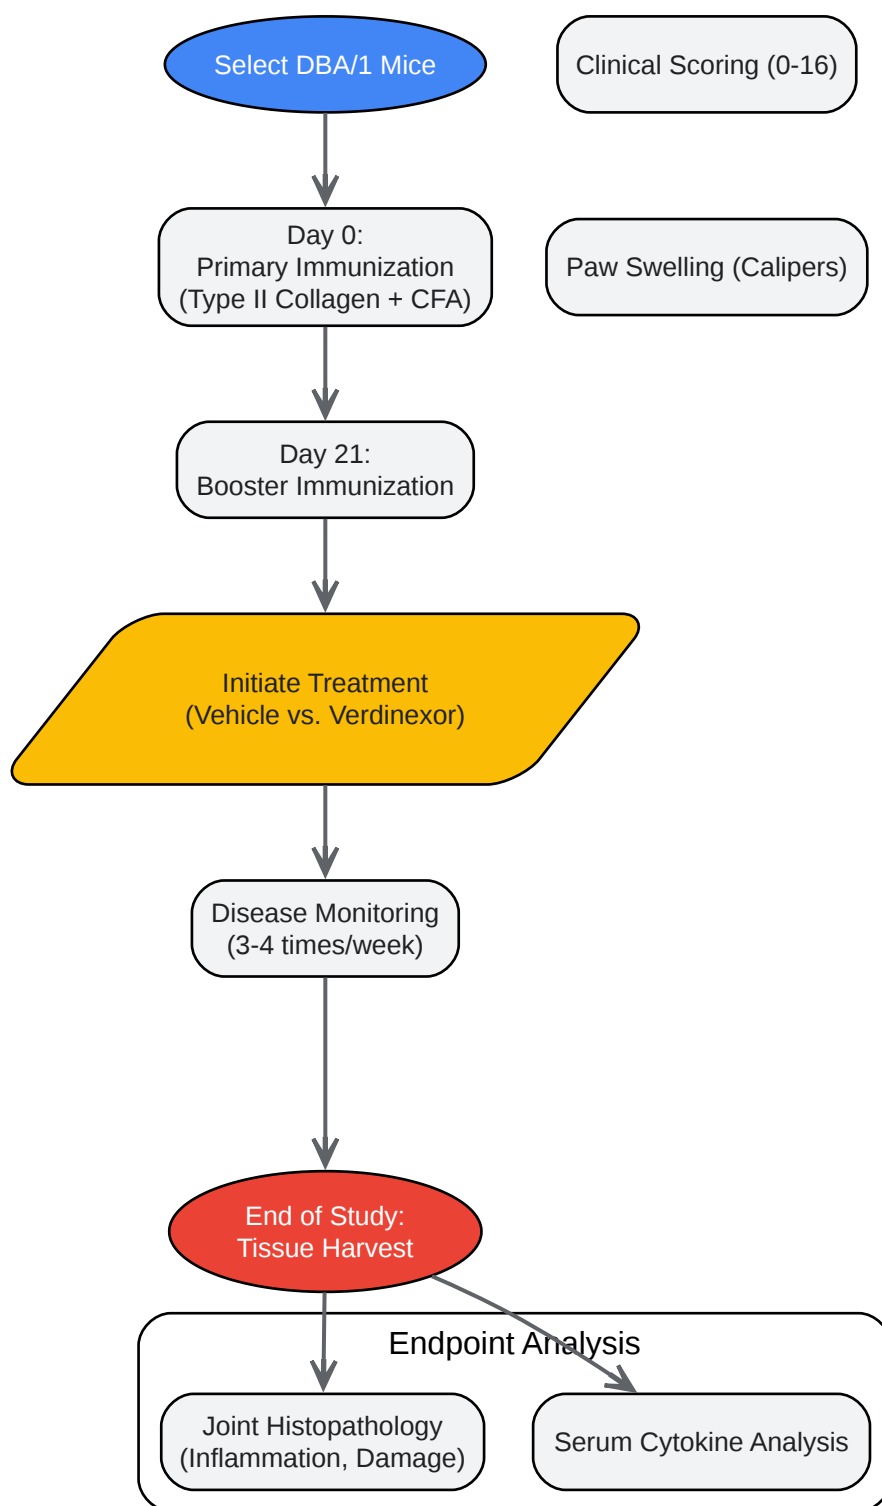 Select DBA/1 Mice
Clinical Scoring (0-16)
Day 0:
Primary Immunization
(Type II Collagen + CFA)
Paw Swelling (Calipers)
Day 21:
Booster Immunization
Initiate Treatment
(Vehicle vs. Verdinexor)
Disease Monitoring
(3-4 times/week)
End of Study:
Tissue Harvest
Endpoint Analysis
Joint Histopathology
(Inflammation, Damage)
Serum Cytokine Analysis